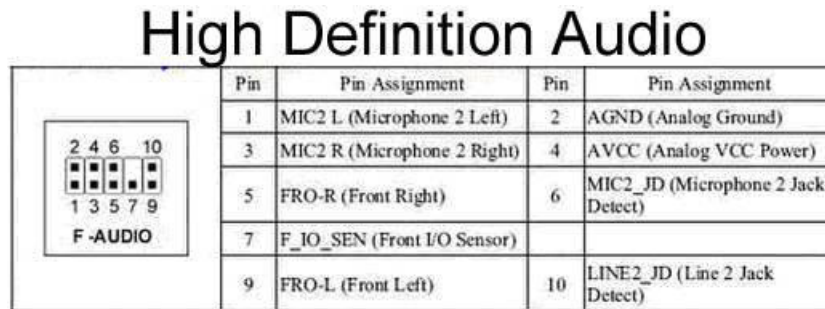 High Definition Audio
Pin Pin Assignment Pin Pin Assignment
1 MIC2 L (Microphone 2 Left) 2 AGND (Analog Ground)
3 MIC2 R (Microphone 2 Right) 4 AVCC (Analog VCC Power)
5 FRO-R (Front Right) 6 MIC2_JD (Microphone 2 Jack
Detect)
7 F_IO_SEN (Front I/O Sensor)
9 FRO-L (Front Left) 10 LINE2_JD (Line 2 Jack
Detect)
2 4 6 10
1 3 5 7 9
F -AUDIO